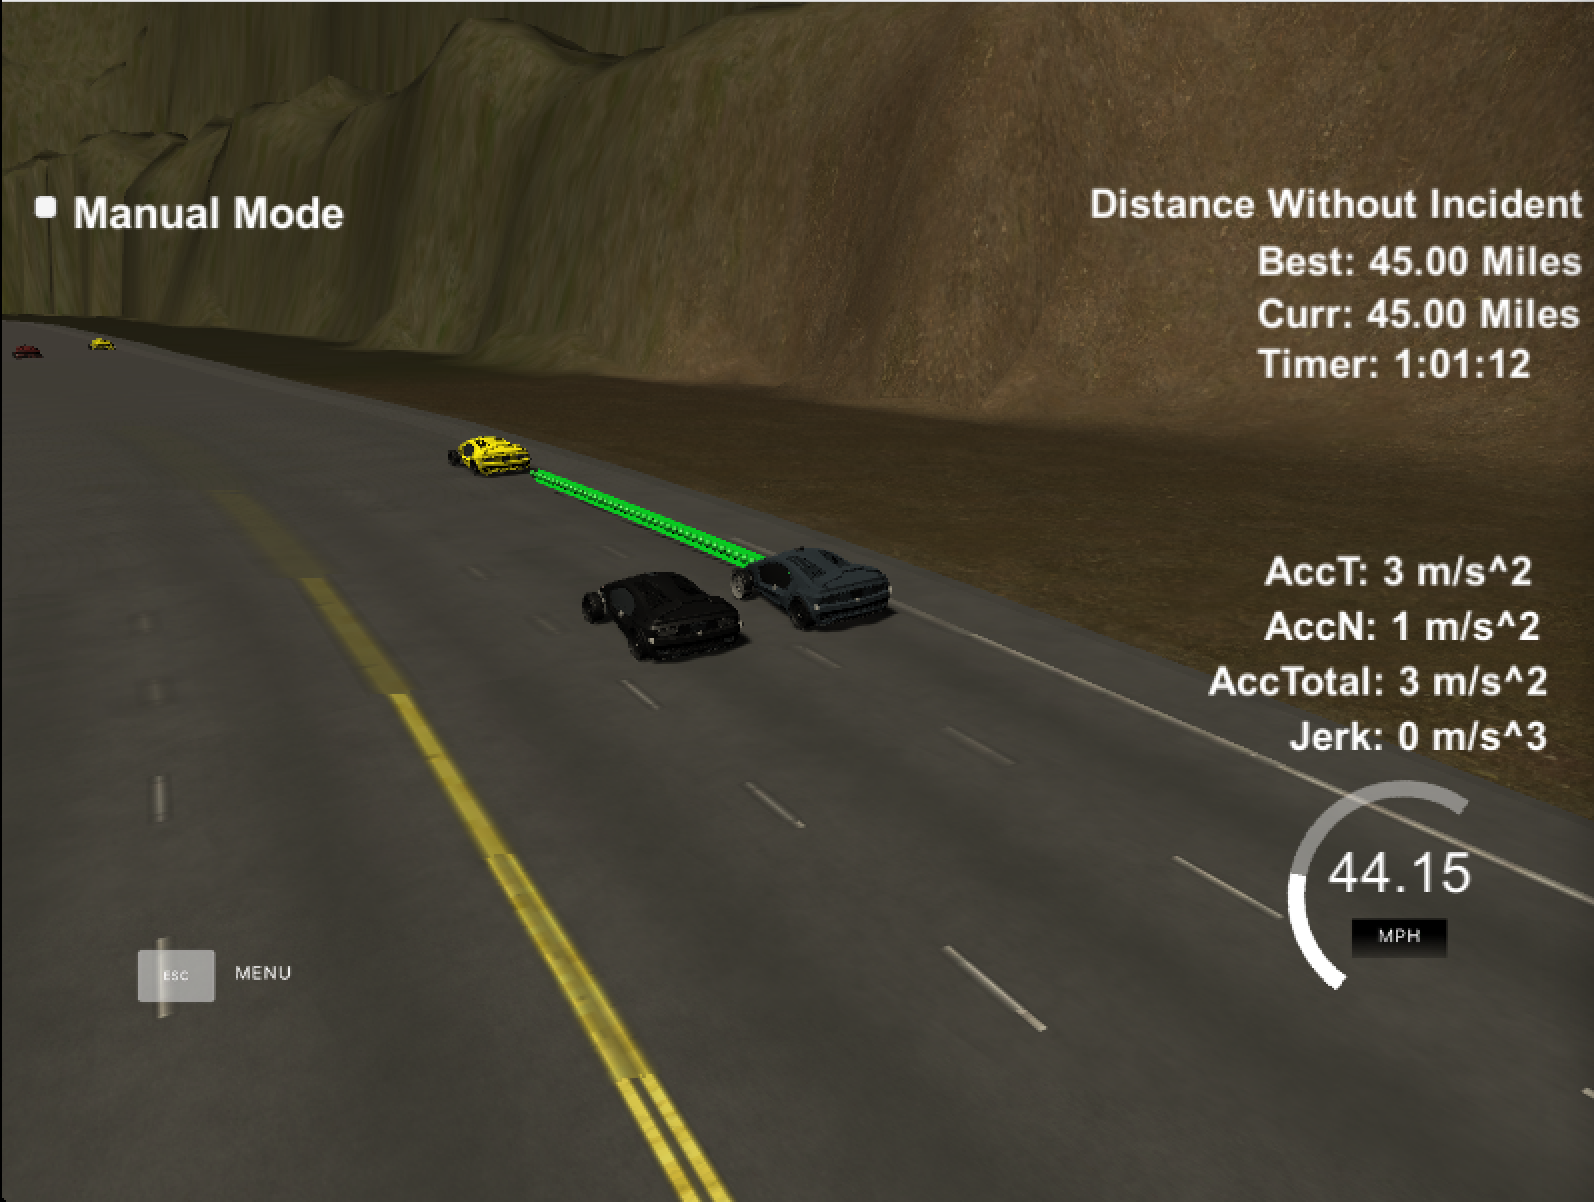 Manual Mode
Distance Without Incident
Best: 45.00 Miles
Curr: 45.00 Miles
Timer: 1:01:12
AccT: 3 m/s^2
AccN: 1 m/s^2
AccTotal: 3 m/s^2
Jerk: 0 m/s^3
44.15
MPH
ESC MENU